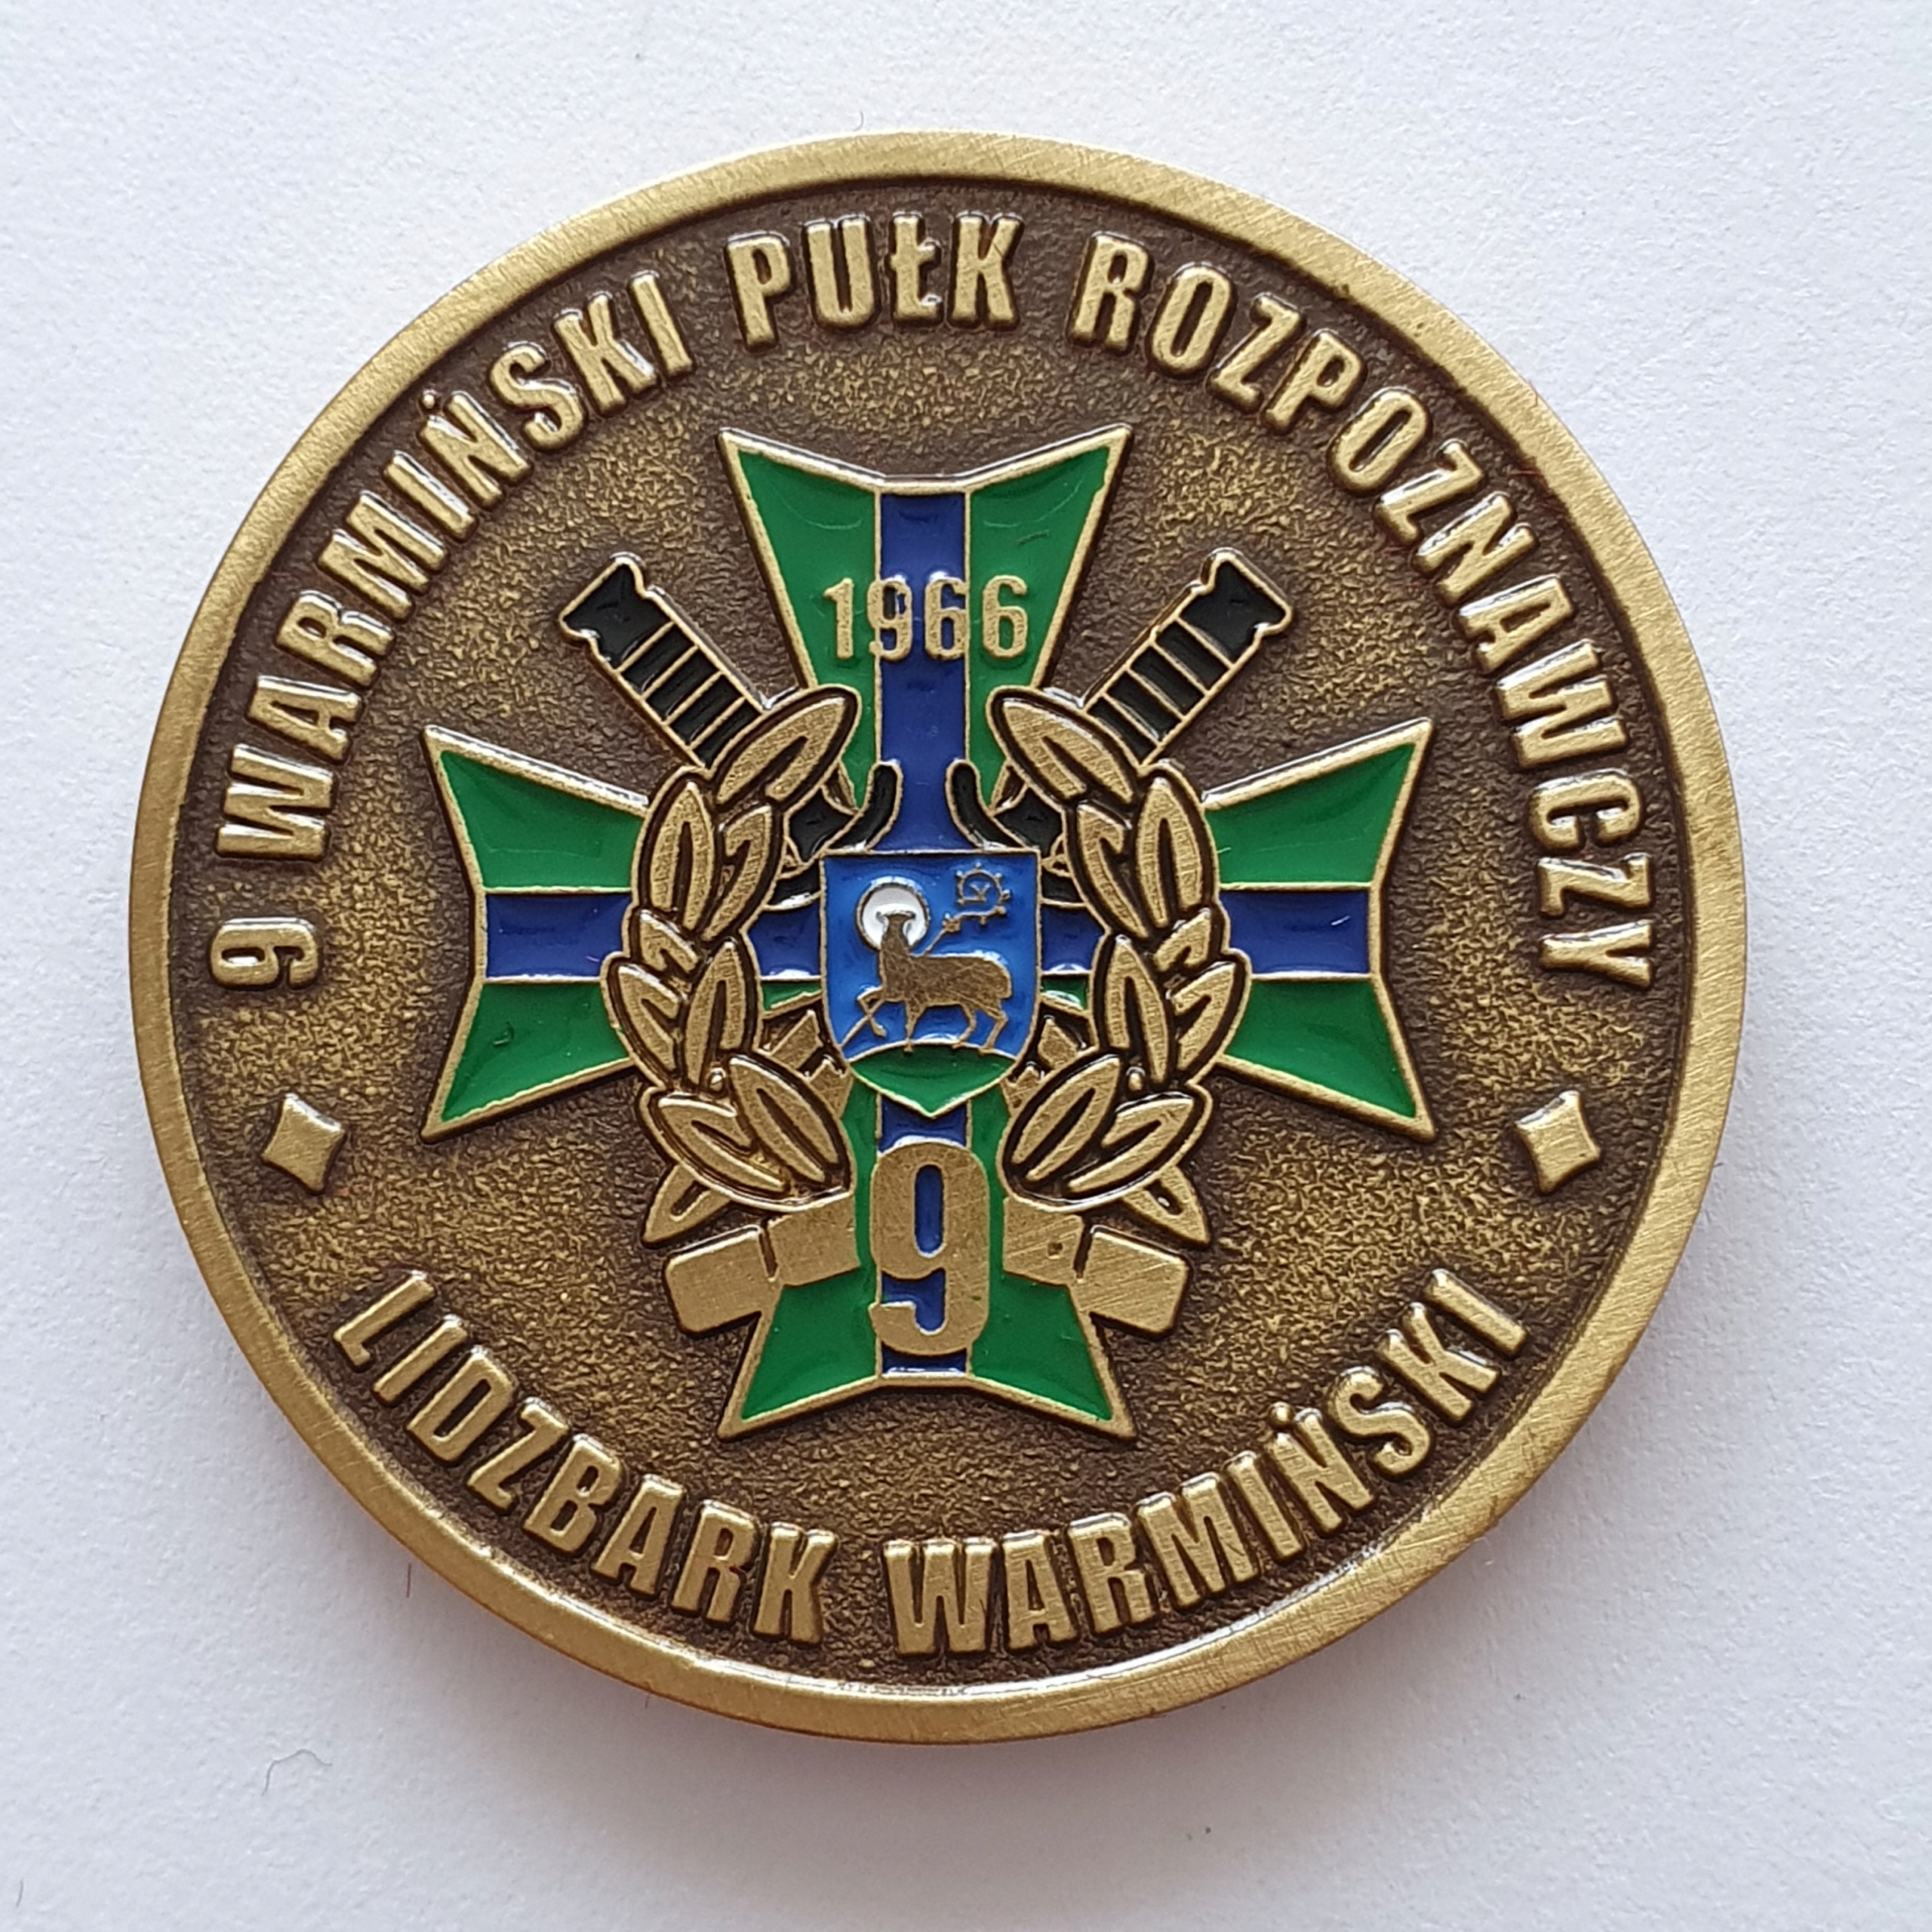 9 WARMIŃSKI PUŁK ROZPOZNAWCZY
1966
9
LIDZBARK WARMIŃSKI